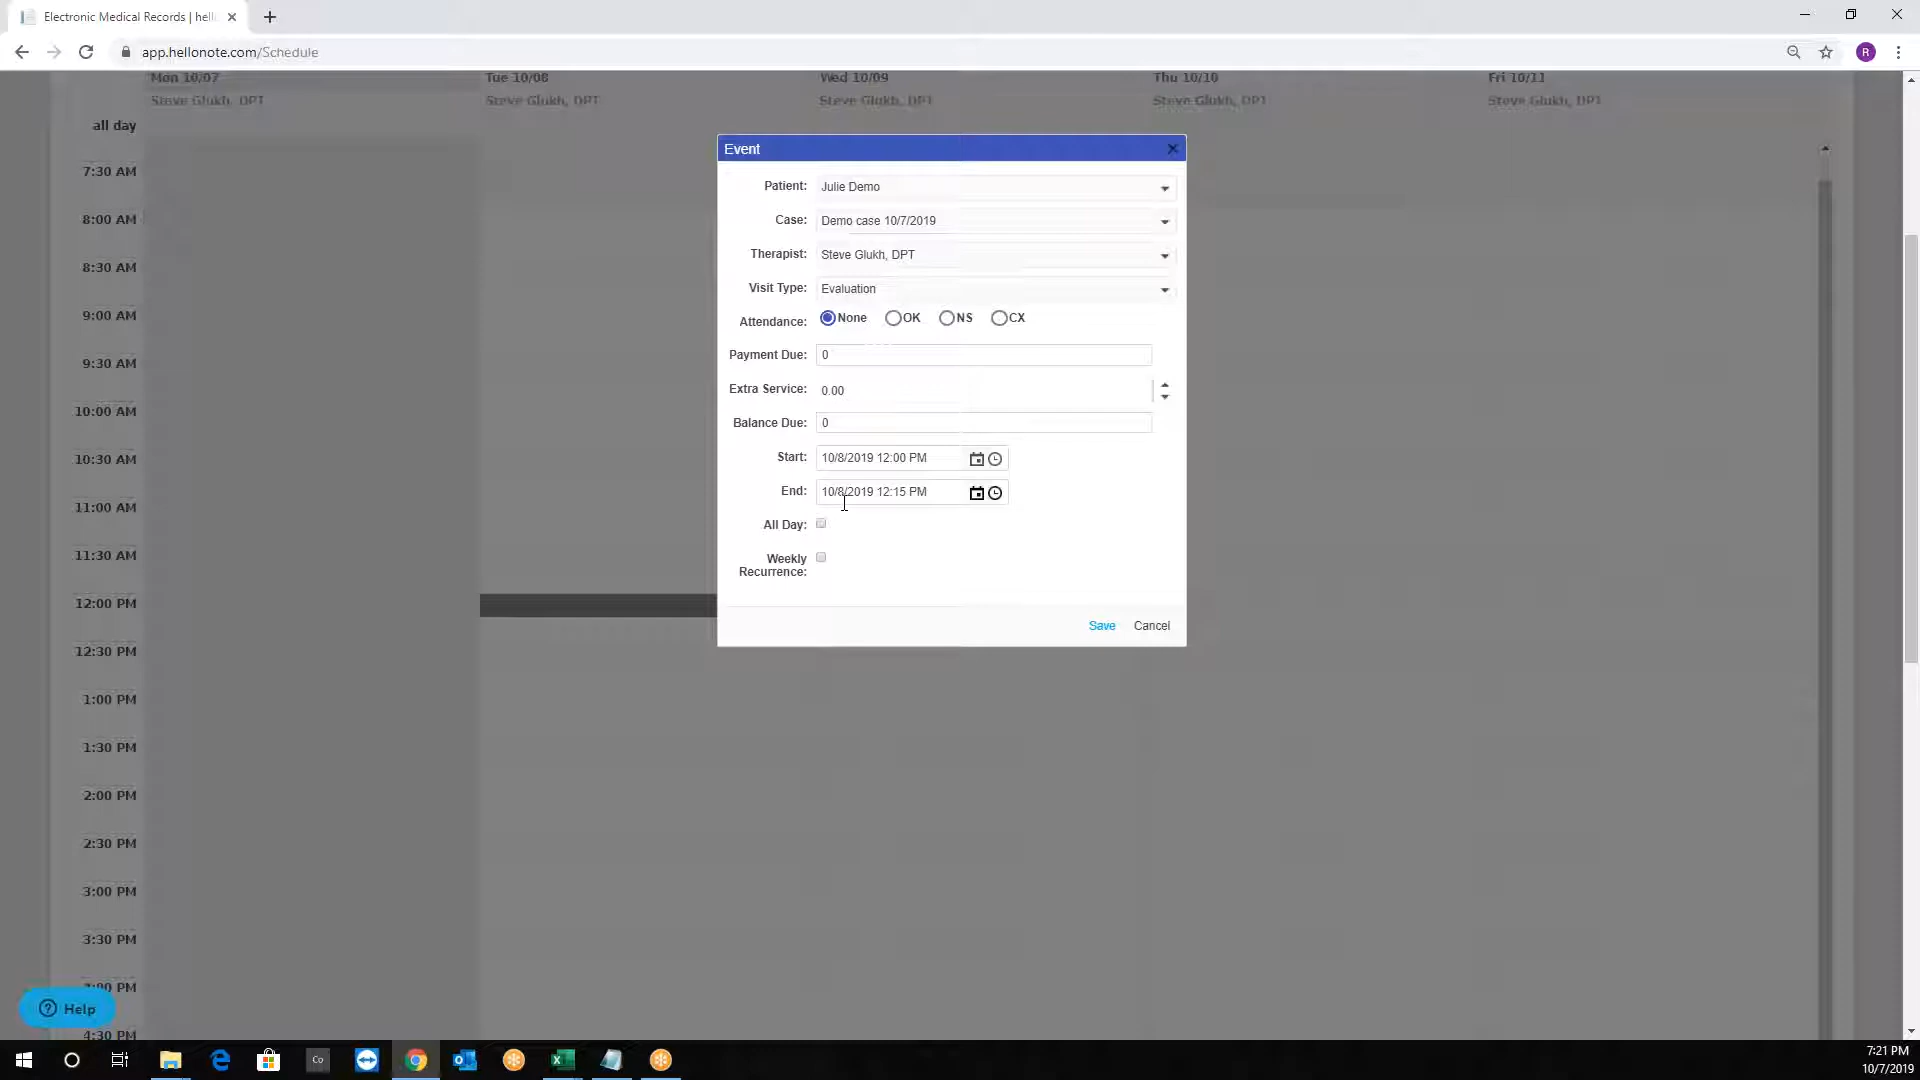 Electronic Medical Records | hell
app.hellonote.com/Schedule
R
Mon 10/07 Tue 10/08 Wed 10/09 Thu 10/10 Fri 10/11
Steve Glukh, DPT Steve Glukh, DPT Steve Glukh, DPT Steve Glukh, DPT Steve Glukh, DPT
all day
7:30 AM
8:00 AM
8:30 AM
9:00 AM
9:30 AM
10:00 AM
10:30 AM
11:00 AM
11:30 AM
12:00 PM
12:30 PM
1:00 PM
1:30 PM
2:00 PM
2:30 PM
3:00 PM
3:30 PM
:00 PM
4:30 PM
Event
Patient: Julie Demo
Case: Demo case 10/7/2019
Therapist: Steve Glukh, DPT
Visit Type: Evaluation
Attendance: None OK NS CX
Payment Due: 0
Extra Service: 0.00
Balance Due: 0
Start: 10/8/2019 12:00 PM
End: 10/8/2019 12:15 PM
All Day:
Weekly
Recurrence:
Save Cancel
Help
Co
7:21 PM
10/7/2019